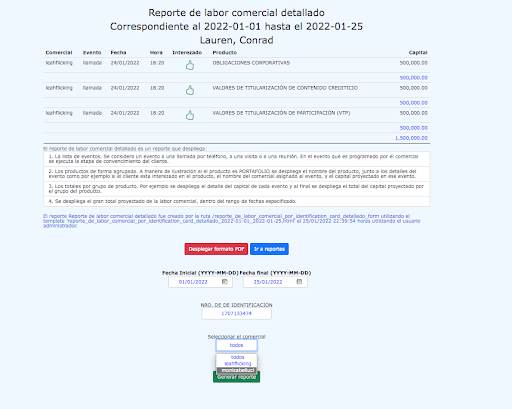 Reporte de labor comercial detallado
Correspondiente al 2022-01-01 hasta el 2022-01-25
Lauren, Conrad
Comercial Evento Fecha Hora Interezado Producto Capital
leahflicking llamada 24/01/2022 18:20 OBLIGACIONES CORPORATIVAS 500,000.00
500,000.00
leahflicking llamada 24/01/2022 18:20 VALORES DE TITULARIZACIÓN DE CONTENIDO CREDITICIO 500,000.00
500,000.00
leahflicking llamada 24/01/2022 18:20 VALORES DE TITULARIZACIÓN DE PARTICIPACIÓN (VTP) 500,000.00
500,000.00
1,500,000.00
El reporte de labor comercial detallado es un reporte que despliega:
1. La lista de eventos. Se considera un evento a una llamada por teléfono, a una visita o a una reunión. En el evento que es programado por el comercial
se ejecuta la etapa de convencimiento del cliente.
2. Los productos de forma agrupada. A manera de ilustración si el producto es PORTAFOLIO se despliega el nombre del producto, junto a los detalles del
evento como por ejemplo si el cliente esta interezado en el producto, el nombre del comercial asignado al evento, y el capital proyectado en ese evento.
3. Los totales por grupo de producto. Por ejemplo se despliega el detalle del capital de cada evento y al final se despliega el total del capital proyectado por
el grupo del producto.
4. Se despliega el gran total proyectado de la labor comercial, dentro del rango de fechas especificado.
El reporte Reporte de labor comercial detallado fue creado por la ruta /reporte_de_labor_comercial_por_identification_card_detallado_form utilizando el
template 'reporte_de_labor_comercial_por_identification_card_detallado_2022-01-01_2022-01-25.html' el 25/01/2022 22:39:54 horas utilizando el usuario
administrador.
Desplegar formato PDF Ir a reportes
Fecha Inicial (YYYY-MM-DD) Fecha final (YYYY-MM-DD)
01/01/2022 25/01/2022
NRO. DE DE IDENTIFICACION
1707133474
Seleccionar el comercial
todos
todos
leahflicking
monicabelluci
Generar reporte